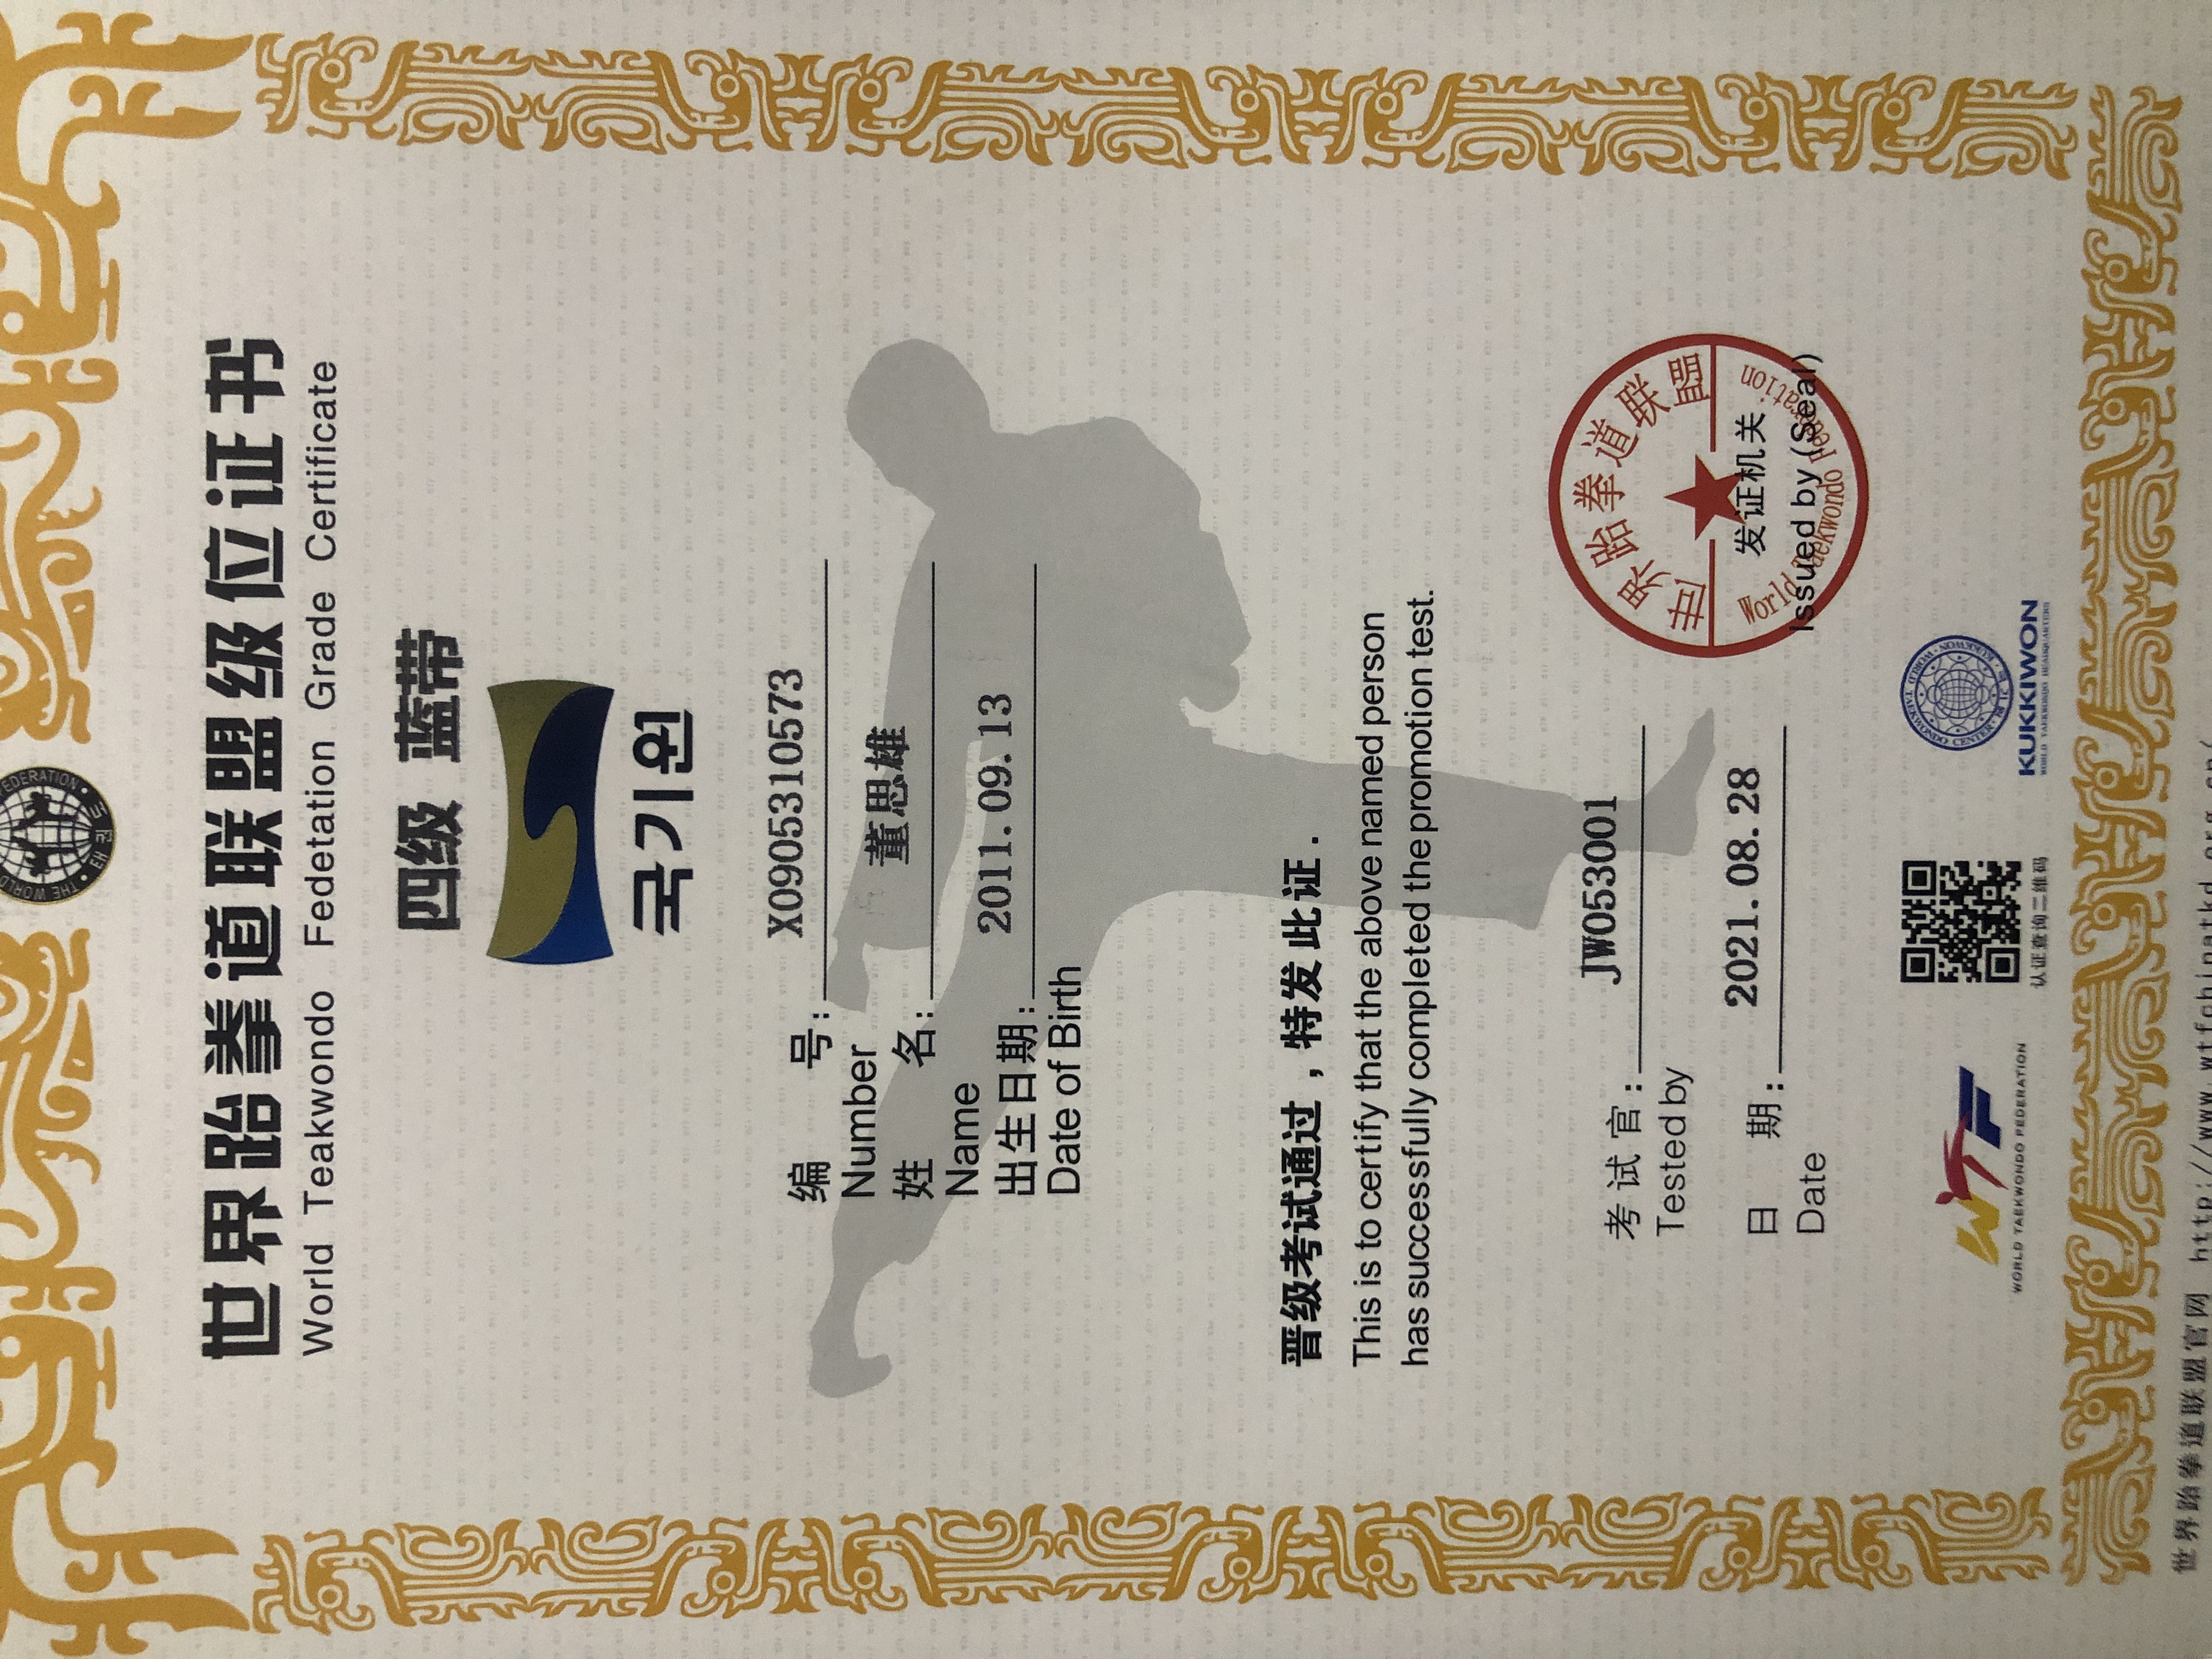 THE WORLD FEDERATION
태권도
世界跆拳道联盟级位证书
World Teakwondo Fedetation Grade Certificate
四级 蓝带
국기원
编 号: X0905310573
Number
姓 名: 董思雄
Name
出生日期: 2011.09.13
Date of Birth
晋级考试通过,特发此证.
This is to certify that the above named person
has successfully completed the promotion test.
考试官: JW053001
Tested by
日 期: 2021.08.28
Date
世界跆拳道联盟
发证机关
Issued by (Seal)
World Taekwondo Federation
WTF
WORLD TAEKWONDO FEDERATION
认证查询二维码
WORLD TAEKWONDO
KUKKIWON
WORLD TAEKWONDO HEADQUARTERS
世界跆拳道联盟官网 http://www.wtfchinatkd.org.cn/